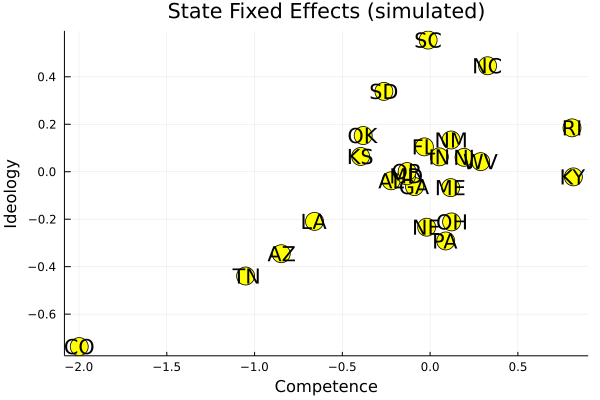 State Fixed Effects (simulated)
SC
NC
0.4
SD
0.2
RI
OK
NM
FL
KS
IN
NJ
WV
0.0
OR
KY
GA
ME
−0.2
LA
OH
NE
PA
AZ
−0.4
TN
−0.6
CO
−2.0 −1.5 −1.0 −0.5 0.0 0.5
Competence
Ideology